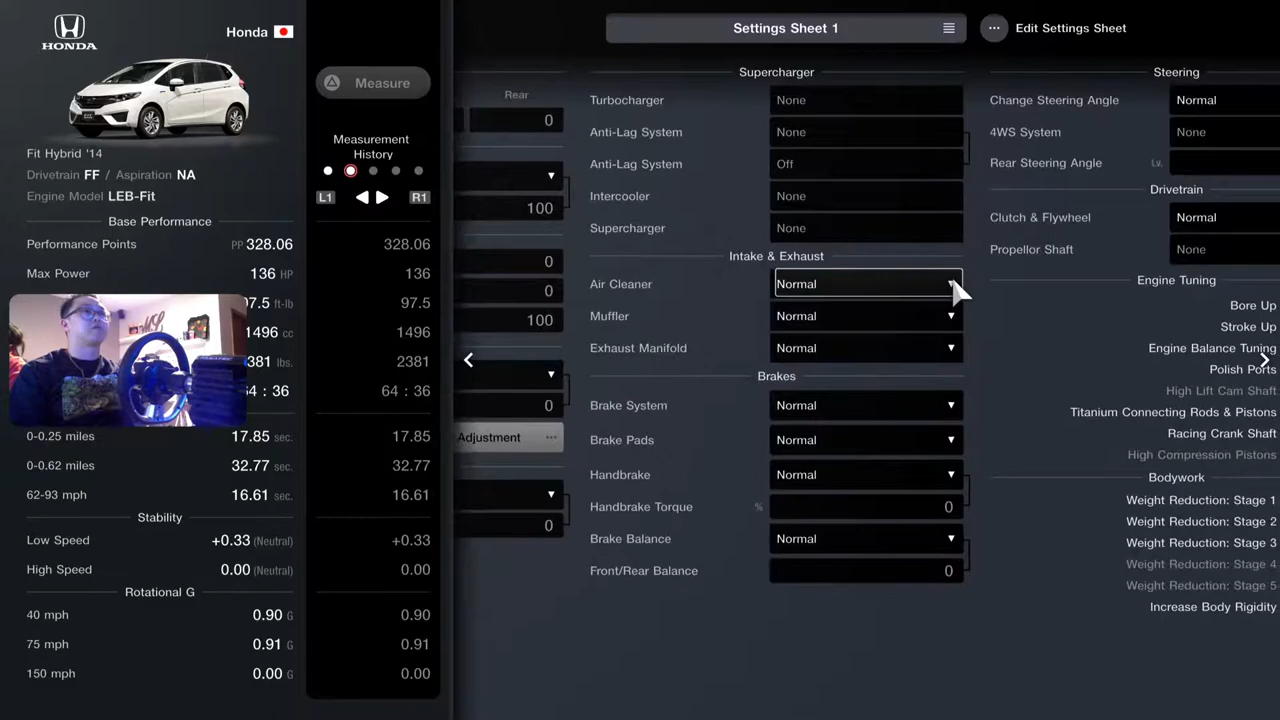 HONDA
Honda
Fit Hybrid '14
Drivetrain FF / Aspiration NA
Engine Model LEB-Fit
Base Performance
Performance Points PP 328.06
Max Power 136 HP
97.5 ft-lb
1496 cc
2381 lbs.
64 : 36
0-0.25 miles 17.85 sec.
0-0.62 miles 32.77 sec.
62-93 mph 16.61 sec.
Stability
Low Speed +0.33 (Neutral)
High Speed 0.00 (Neutral)
Rotational G
40 mph 0.90 G
75 mph 0.91 G
150 mph 0.00 G
Measure
Measurement
History
L1 R1
328.06
136
97.5
1496
2381
64 : 36
17.85
32.77
16.61
+0.33
0.00
0.90
0.91
0.00
Settings Sheet 1
Edit Settings Sheet
Rear
0
100
0
0
100
0
Adjustment
0
Supercharger
Turbocharger None
Anti-Lag System None
Anti-Lag System Off
Intercooler None
Supercharger None
Intake & Exhaust
Air Cleaner Normal
Muffler Normal
Exhaust Manifold Normal
Brakes
Brake System Normal
Brake Pads Normal
Handbrake Normal
Handbrake Torque % 0
Brake Balance Normal
Front/Rear Balance 0
Steering
Change Steering Angle Normal
4WS System None
Rear Steering Angle Lv.
Drivetrain
Clutch & Flywheel Normal
Propellor Shaft None
Engine Tuning
Bore Up
Stroke Up
Engine Balance Tuning
Polish Ports
High Lift Cam Shaft
Titanium Connecting Rods & Pistons
Racing Crank Shaft
High Compression Pistons
Bodywork
Weight Reduction: Stage 1
Weight Reduction: Stage 2
Weight Reduction: Stage 3
Weight Reduction: Stage 4
Weight Reduction: Stage 5
Increase Body Rigidity